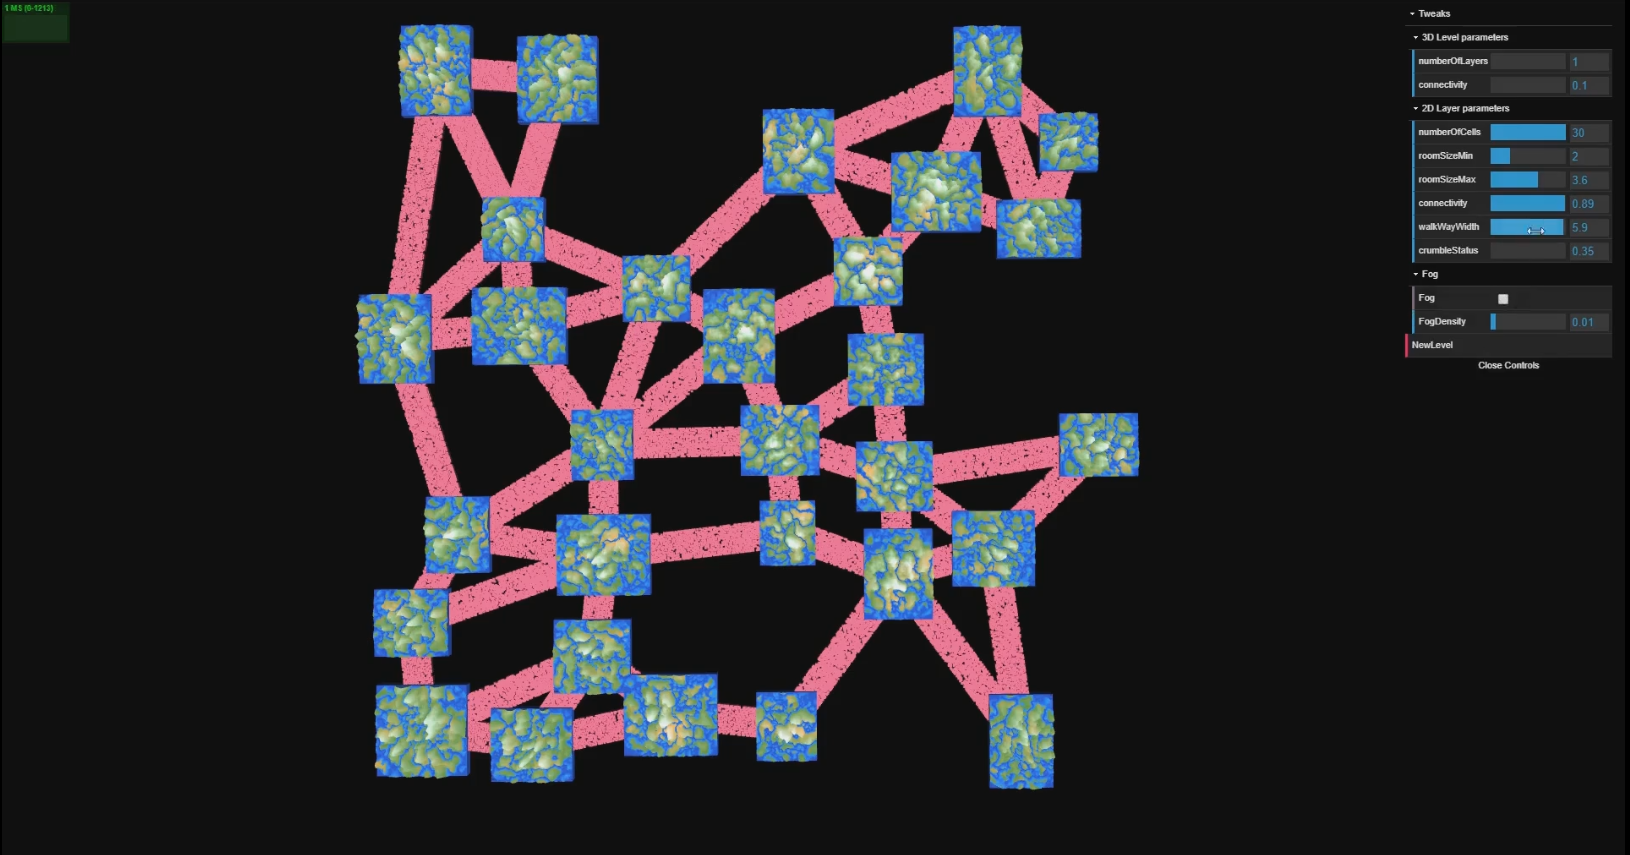 1 MS (0-1212)
Tweaks
3D Level parameters
numberOfLayers 1
connectivity 0.1
2D Layer parameters
numberOfCells 30
roomSizeMin 2
roomSizeMax 3.6
connectivity 0.89
walkWayWidth 5.9
crumbleStatus 0.35
Fog
Fog
FogDensity 0.01
NewLevel
Close Controls